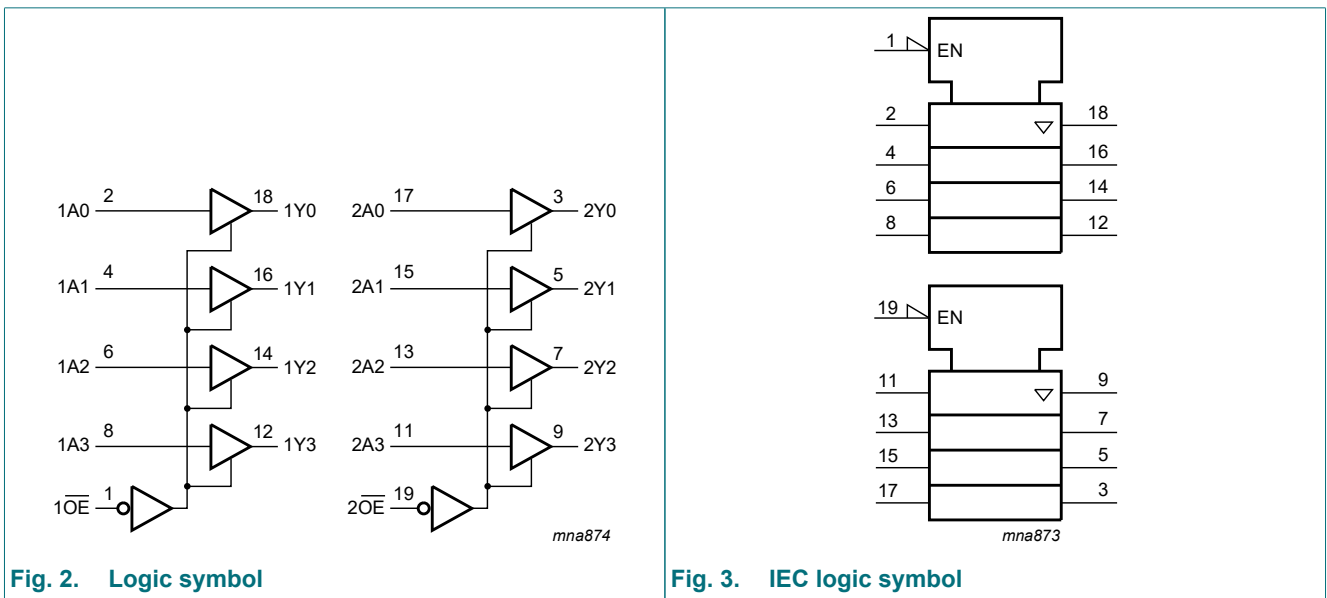 2
18
1A0
1Y0
17
3
2A0
2Y0
4
16
1A1
1Y1
15
5
2A1
2Y1
6
14
1A2
1Y2
13
7
2A2
2Y2
8
12
1A3
1Y3
11
9
2A3
2Y3
1
1O̅E̅
19
2O̅E̅
mna874
Fig. 2. Logic symbol
1
EN
2
18
4
16
6
14
8
12
19
EN
11
9
13
7
15
5
17
3
mna873
Fig. 3. IEC logic symbol